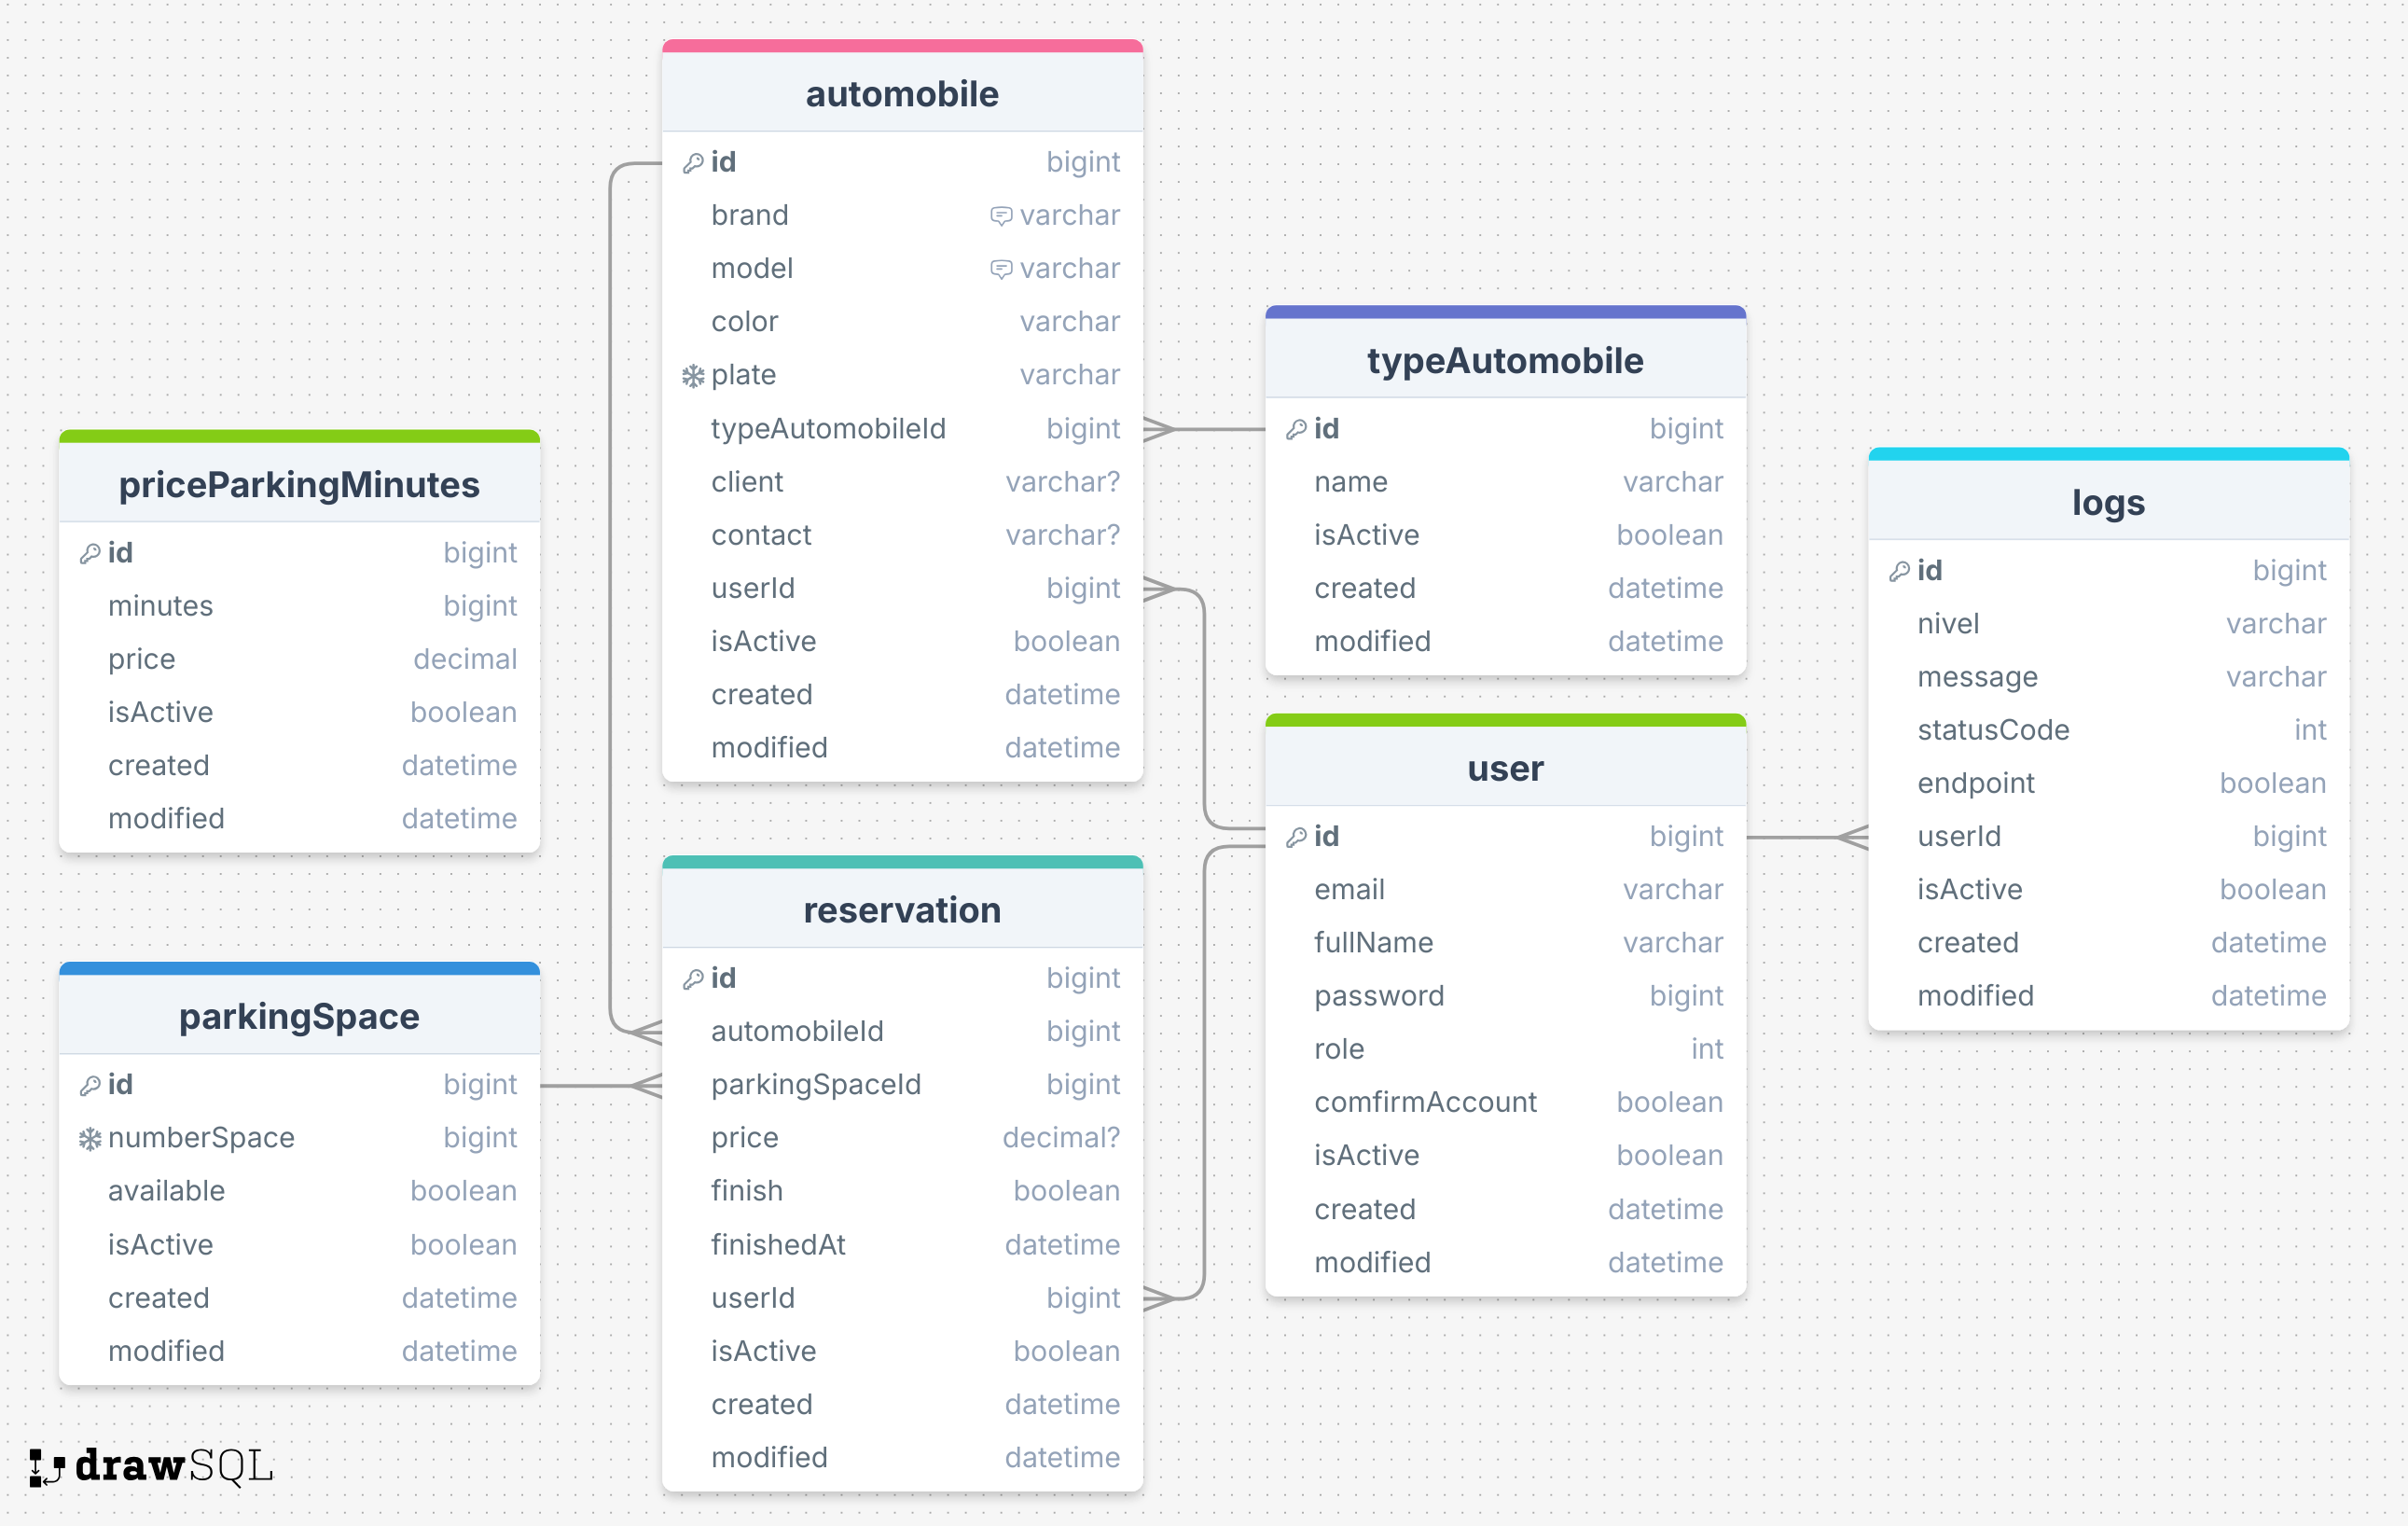 automobile
id bigint
brand varchar
model varchar
color varchar
plate varchar
typeAutomobileId bigint
client varchar?
contact varchar?
userId bigint
isActive boolean
created datetime
modified datetime
typeAutomobile
id bigint
name varchar
isActive boolean
created datetime
modified datetime
priceParkingMinutes
id bigint
minutes bigint
price decimal
isActive boolean
created datetime
modified datetime
logs
id bigint
nivel varchar
message varchar
statusCode int
endpoint boolean
userId bigint
isActive boolean
created datetime
modified datetime
user
id bigint
email varchar
fullName varchar
password bigint
role int
comfirmAccount boolean
isActive boolean
created datetime
modified datetime
reservation
id bigint
automobileId bigint
parkingSpaceId bigint
price decimal?
finish boolean
finishedAt datetime
userId bigint
isActive boolean
created datetime
modified datetime
parkingSpace
id bigint
numberSpace bigint
available boolean
isActive boolean
created datetime
modified datetime
drawSQL